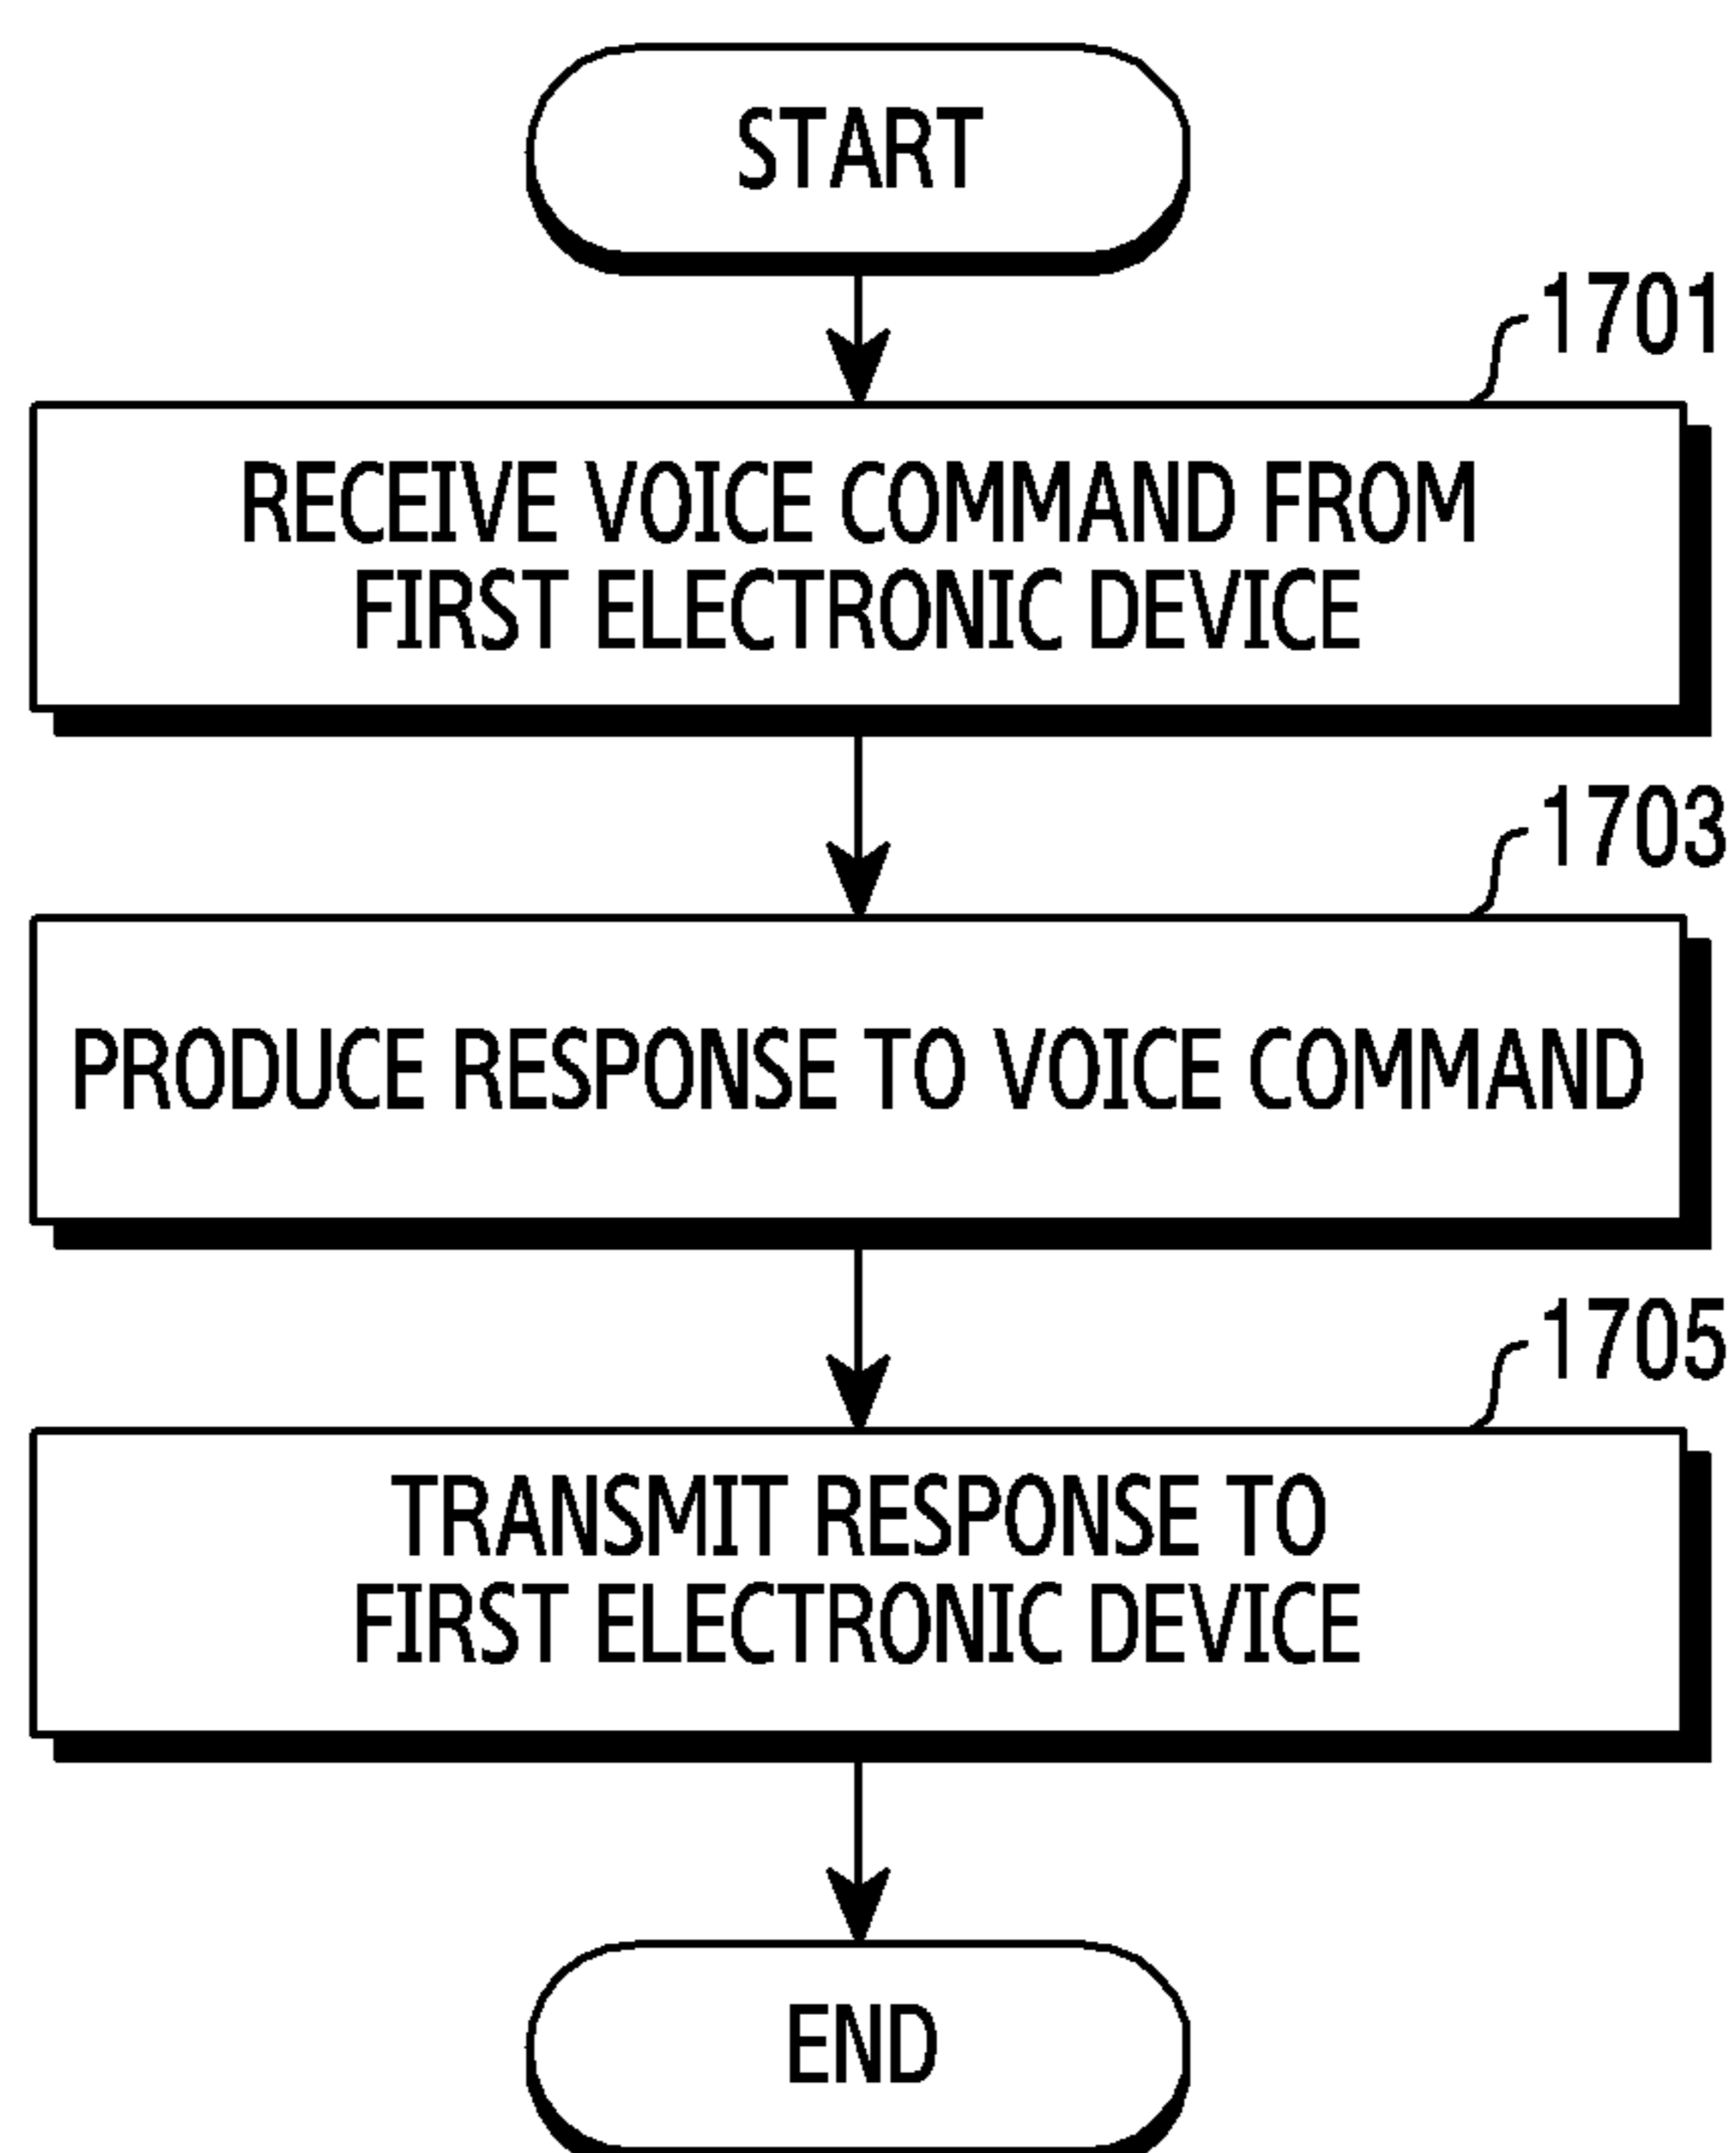 START
1701
RECEIVE VOICE COMMAND FROM
FIRST ELECTRONIC DEVICE
1703
PRODUCE RESPONSE TO VOICE COMMAND
1705
TRANSMIT RESPONSE TO
FIRST ELECTRONIC DEVICE
END